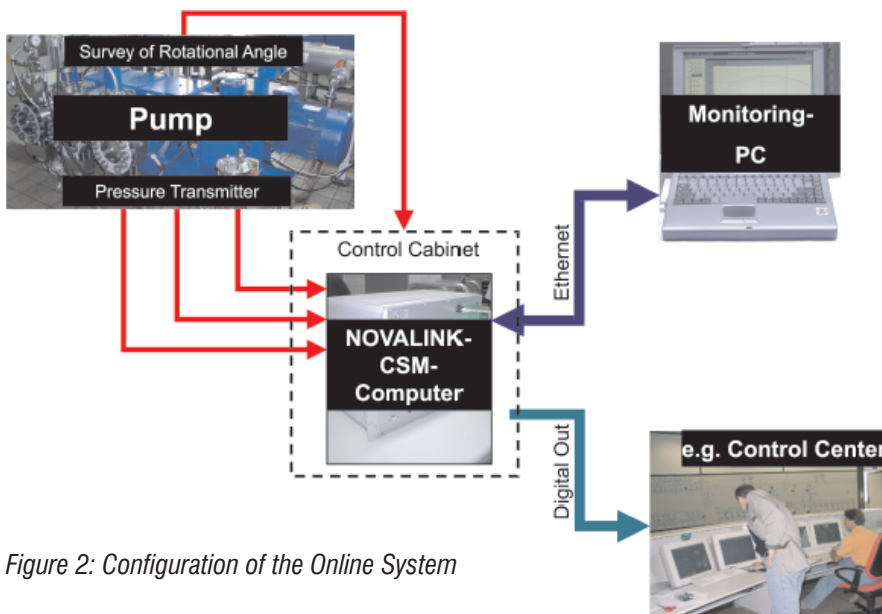 Survey of Rotational Angle
Pump
Pressure Transmitter
Monitoring-
PC
Control Cabinet
NOVALINK-
CSM-
Computer
Ethernet
Digital Out
e.g. Control Center
Figure 2: Configuration of the Online System